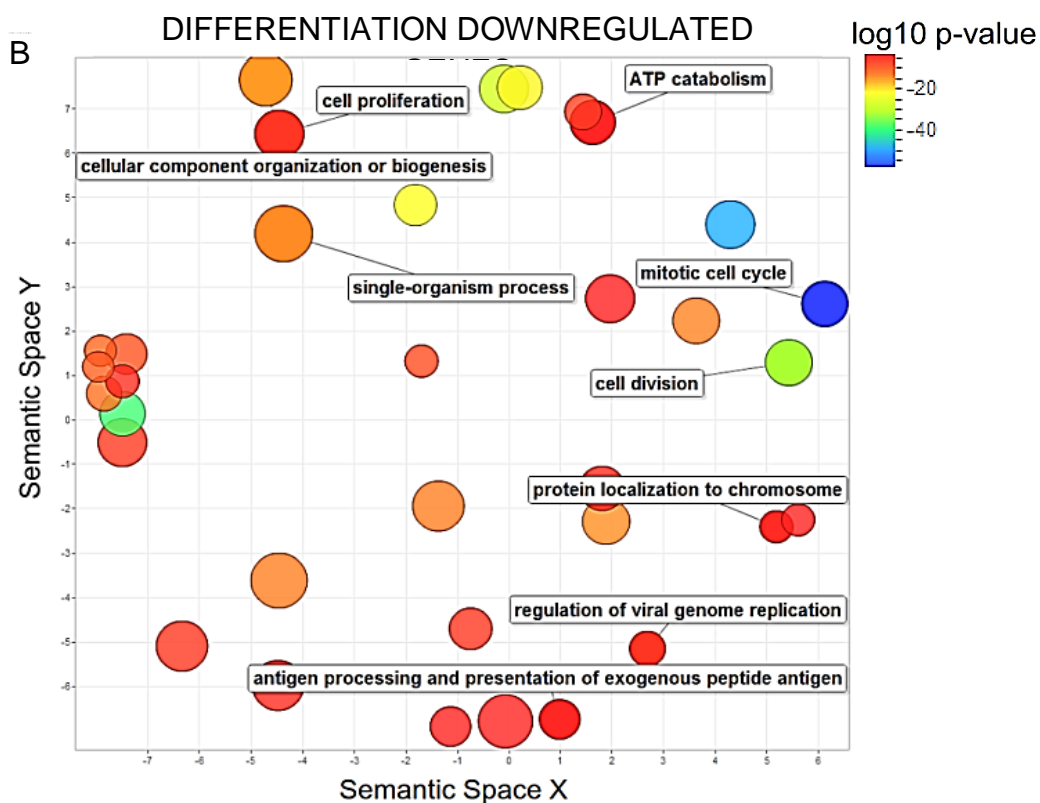 DIFFERENTIATION DOWNREGULATED
B
log10 p-value
-20
-40
ATP catabolism
cell proliferation
cellular component organization or biogenesis
single-organism process
mitotic cell cycle
cell division
protein localization to chromosome
regulation of viral genome replication
antigen processing and presentation of exogenous peptide antigen
Semantic Space Y
7
6
5
4
3
2
1
0
-1
-2
-3
-4
-5
-6
-7 -6 -5 -4 -3 -2 -1 0 1 2 3 4 5 6
Semantic Space X